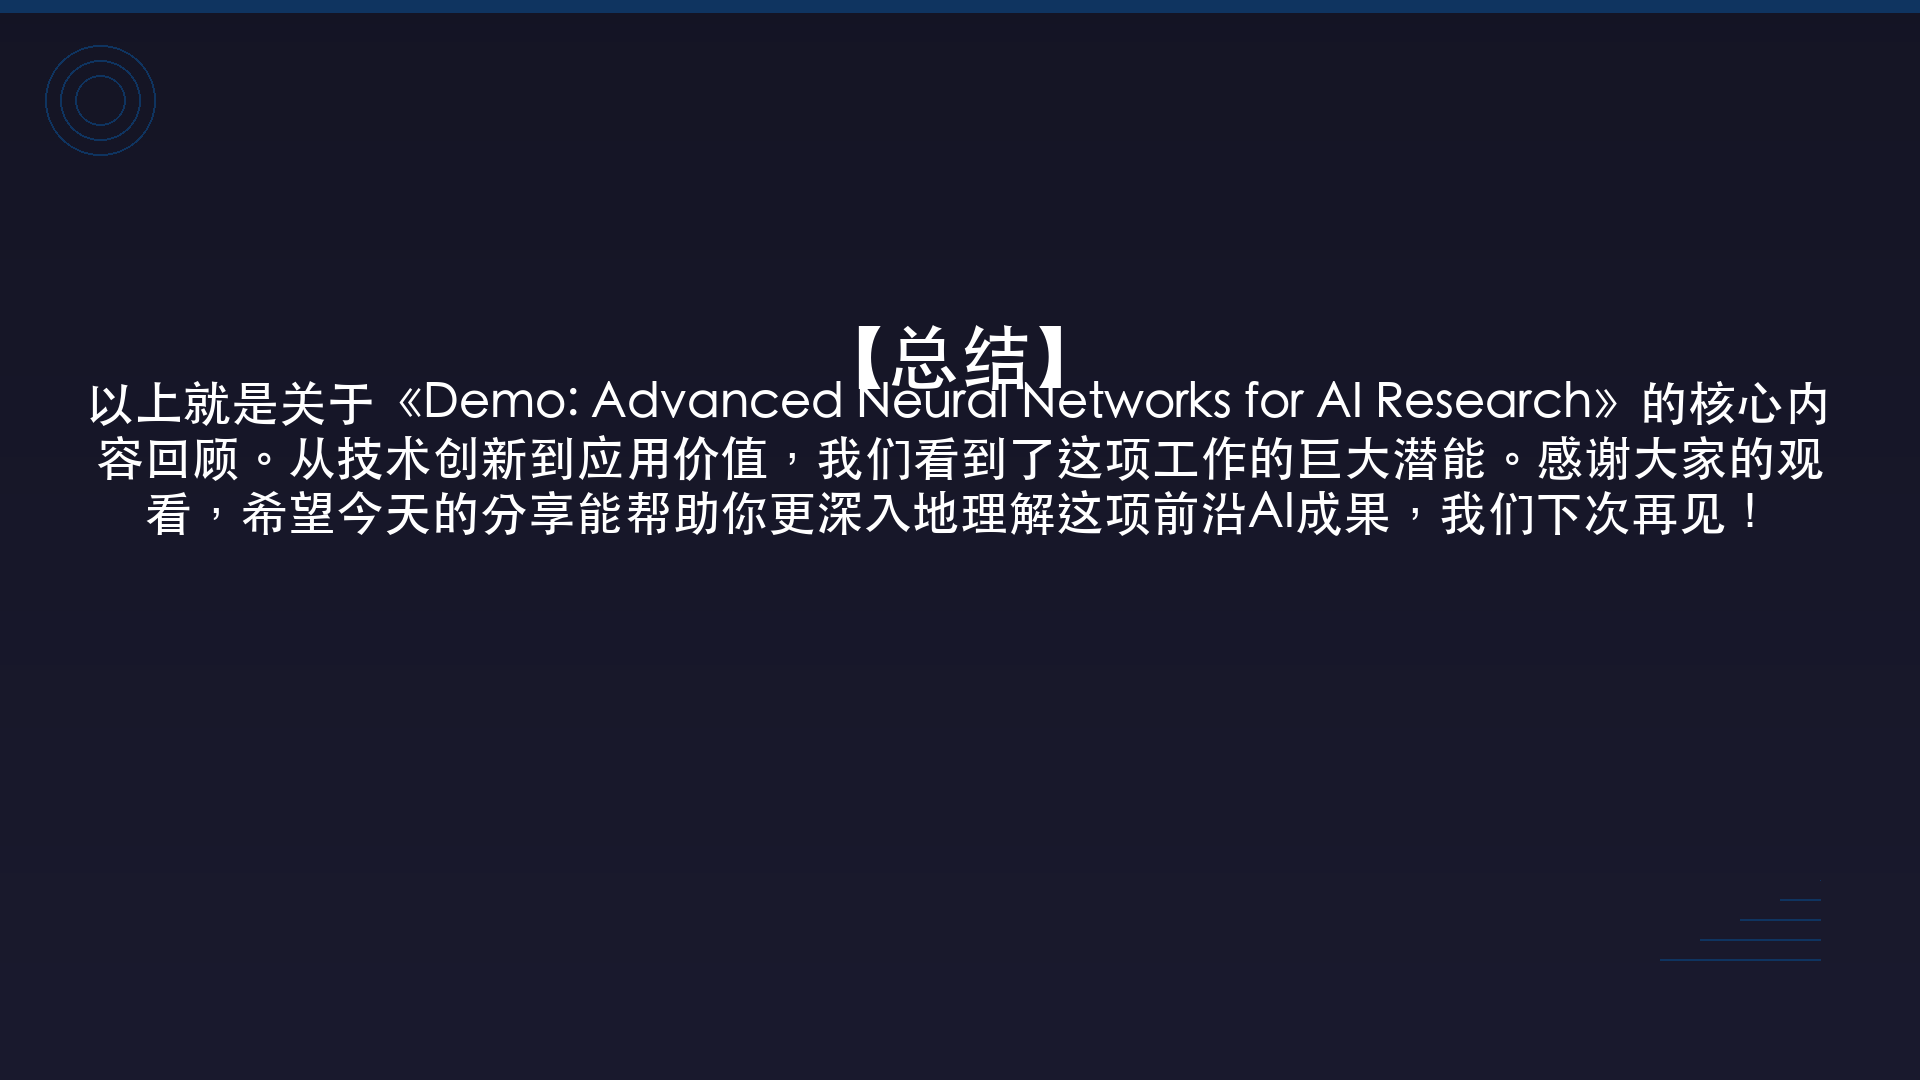 【总结】
以上就是关于《Demo: Advanced Neural Networks for AI Research》的核心内
容回顾。从技术创新到应用价值，我们看到了这项工作的巨大潜能。感谢大家的观
看，希望今天的分享能帮助你更深入地理解这项前沿AI成果，我们下次再见！